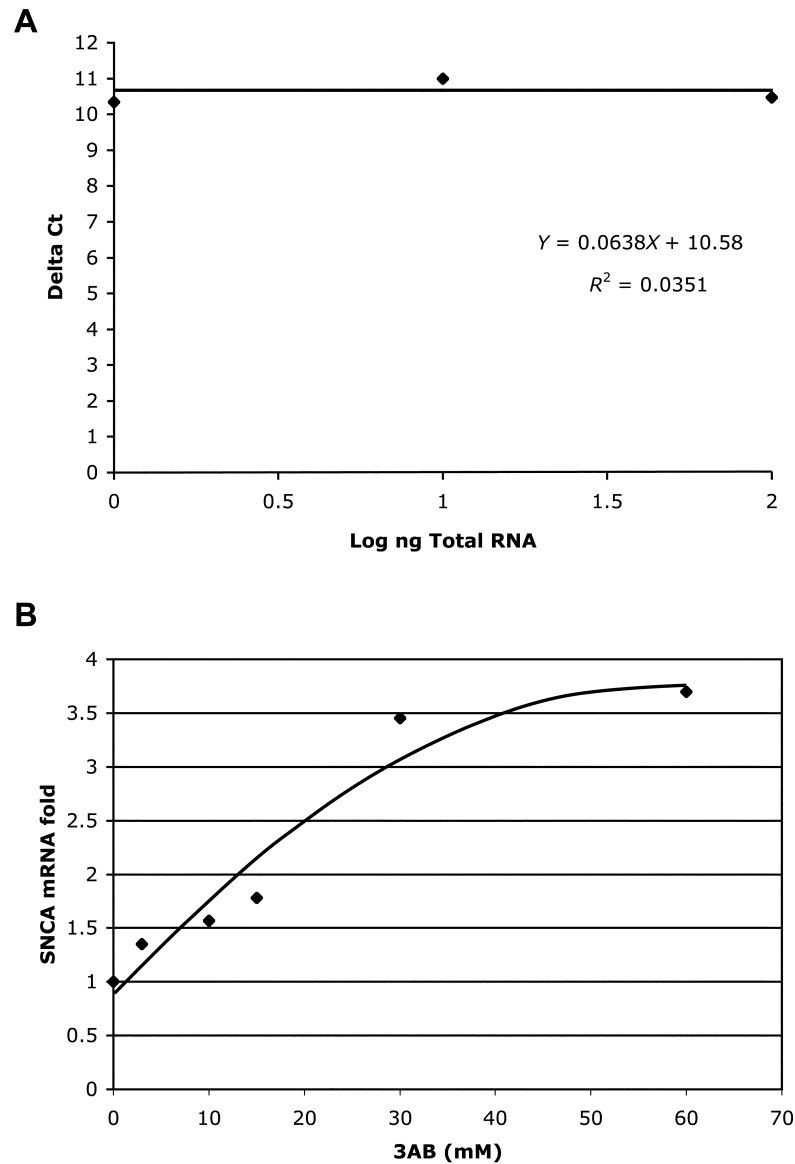 A
12
11
10
9
8
7
6
5
4
3
2
1
0
Delta Ct
Y = 0.0638X + 10.58
R² = 0.0351
0 0.5 1 1.5 2
Log ng Total RNA
B
4
3.5
3
2.5
2
1.5
1
0.5
0
SNCA mRNA fold
0 10 20 30 40 50 60 70
3AB (mM)